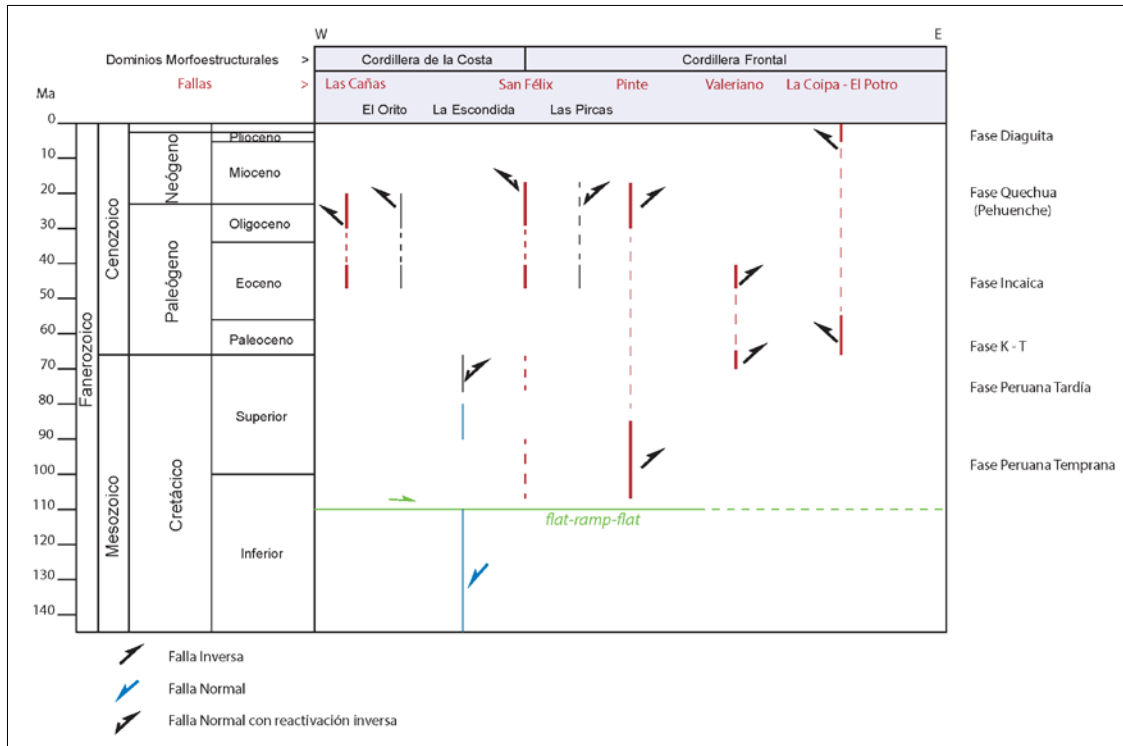 W E
Dominios Morfoestructurales > Cordillera de la Costa Cordillera Frontal
Fallas > Las Cañas San Félix Pinte Valeriano La Coipa - El Potro
El Orito La Escondida Las Pircas
Ma
0
10
20
30
40
50
60
70
80
90
100
110
120
130
140
Fanerozoico
Cenozoico
Mesozoico
Neógeno
Paleógeno
Cretácico
Plioceno
Mioceno
Oligoceno
Eoceno
Paleoceno
Superior
Inferior
flat-ramp-flat
Fase Diaguita
Fase Quechua
(Pehuenche)
Fase Incaica
Fase K - T
Fase Peruana Tardía
Fase Peruana Temprana
Falla Inversa
Falla Normal
Falla Normal con reactivación inversa